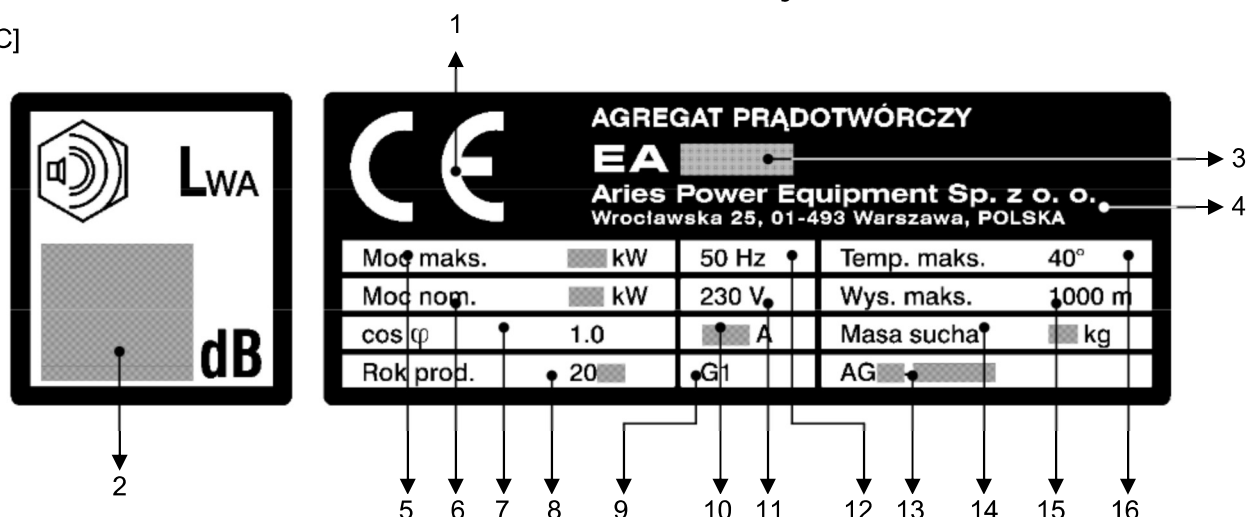 1
C]
LWA
dB
2
CE
AGREGAT PRĄDOTWÓRCZY
EA
3
Aries Power Equipment Sp. z o. o.
4
Wrocławska 25, 01-493 Warszawa, POLSKA
Moc maks. kW 50 Hz Temp. maks. 40°
Moc nom. kW 230 V Wys. maks. 1000 m
cos φ 1.0 A Masa sucha kg
Rok prod. 20 G1 AG
5 6 7 8 9 10 11 12 13 14 15 16